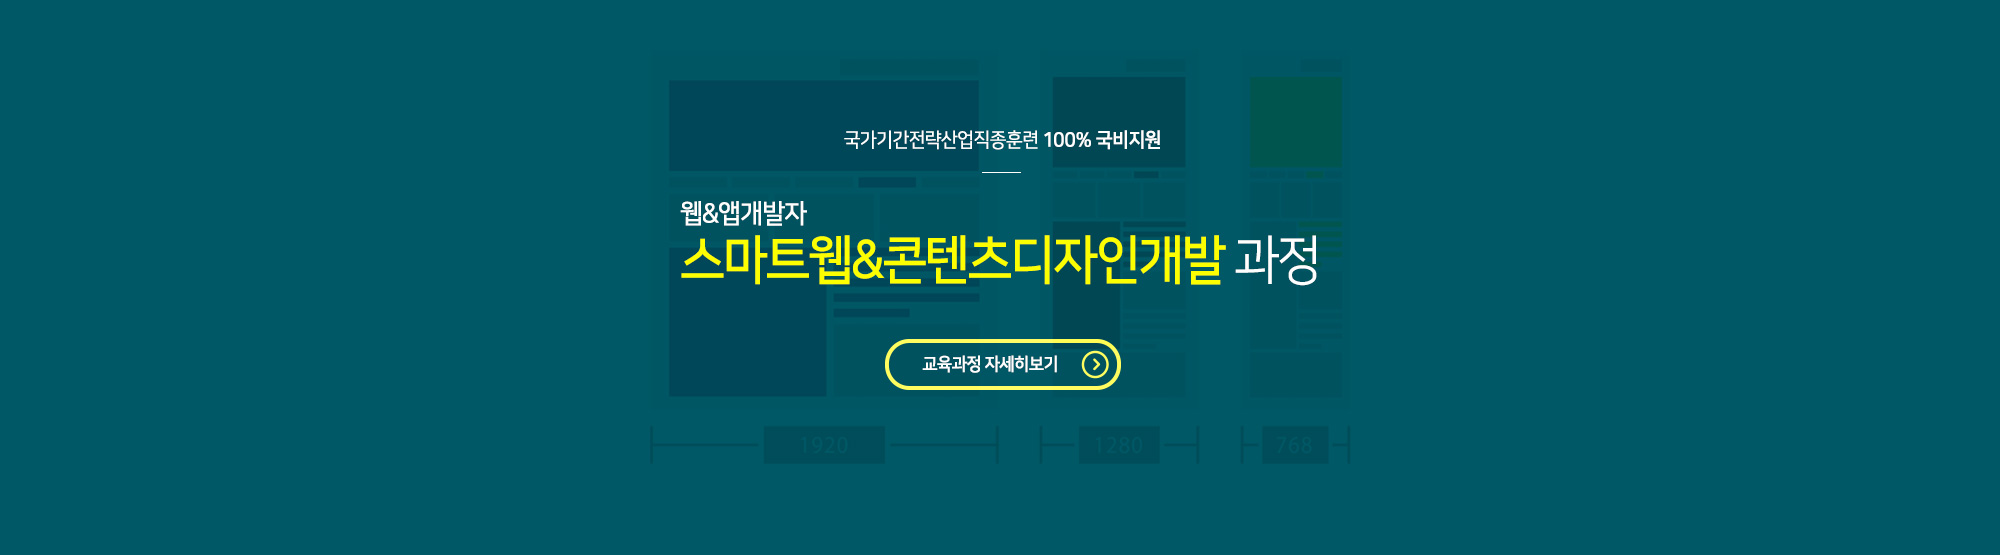 국가기간전략산업직종훈련 100% 국비지원
웹&앱개발자
스마트웹&콘텐츠디자인개발 과정
교육과정 자세히보기
1920
1280
768